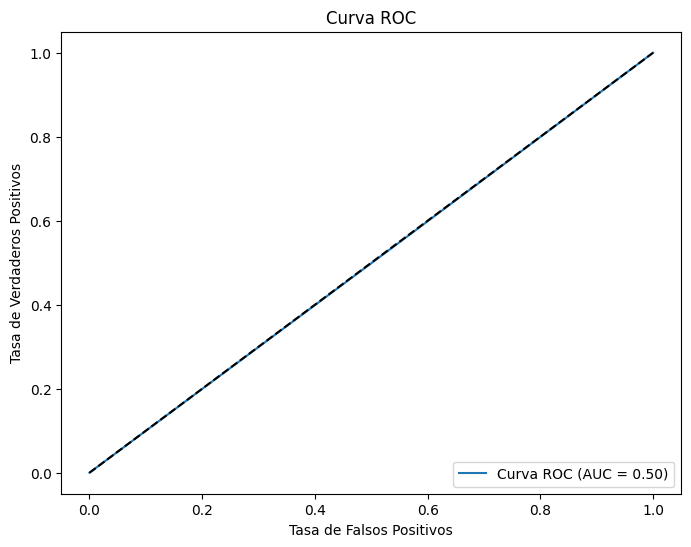 Curva ROC
1.0
0.8
0.6
0.4
0.2
0.0
Tasa de Verdaderos Positivos
Curva ROC (AUC = 0.50)
0.0 0.2 0.4 0.6 0.8 1.0
Tasa de Falsos Positivos